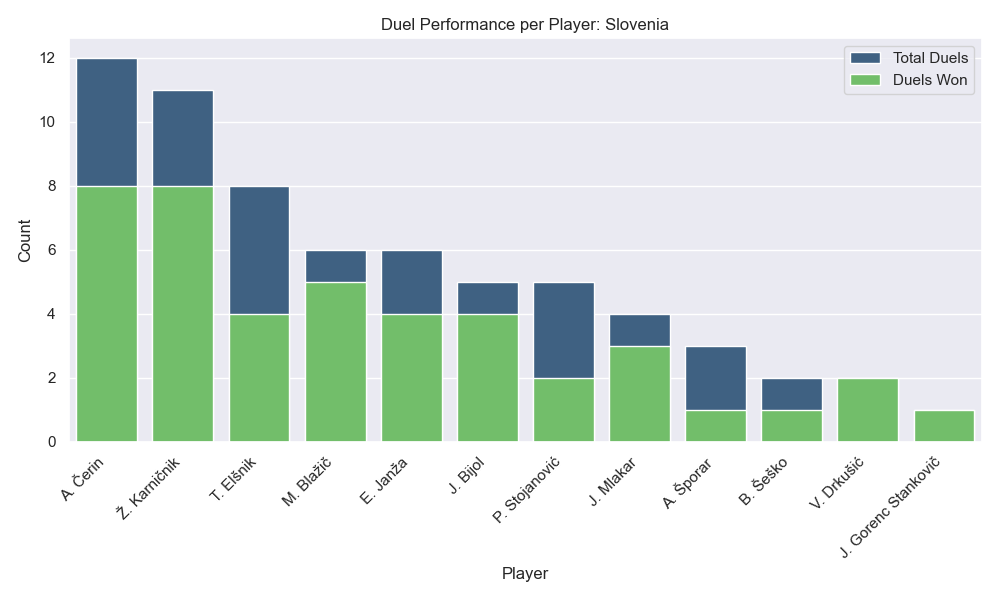 Duel Performance per Player: Slovenia
Total Duels
Duels Won
Count
12
10
8
6
4
2
0
A. Čerin
Ž. Karničnik
T. Elšnik
M. Blažič
E. Janža
J. Bijol
P. Stojanović
J. Mlakar
A. Šporar
B. Šeško
V. Drkušić
J. Gorenc Stankovič
Player